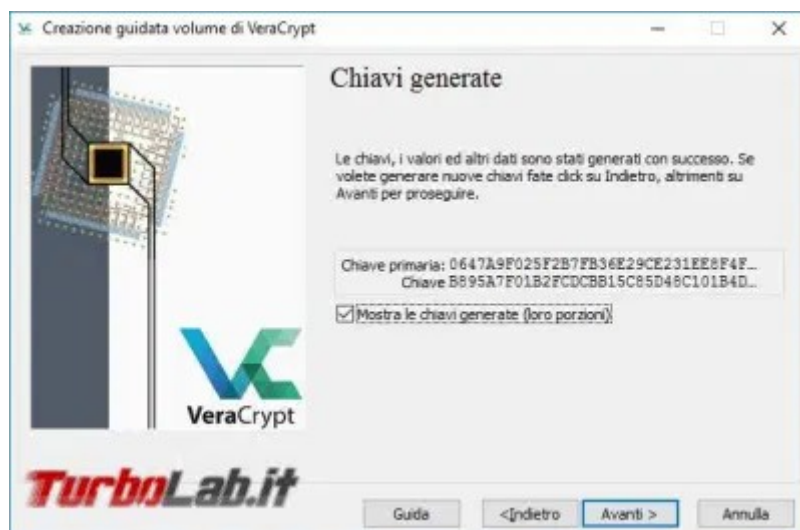 Creazione guidata volume di VeraCrypt
Chiavi generate
Le chiavi, i valori ed altri dati sono stati generati con successo. Se
volete generare nuove chiavi fate click su Indietro, altrimenti su
Avanti per proseguire.
Chiave primaria: 0647A9F025F2B7FB36E29CE231EE8F4F...
Chiave B895A7F01B2FCDCBB15C85D48C101B4D...
Mostra le chiavi generate (loro porzioni)
VeraCrypt
TurboLab.it
Guida
<Indietro
Avanti >
Annulla